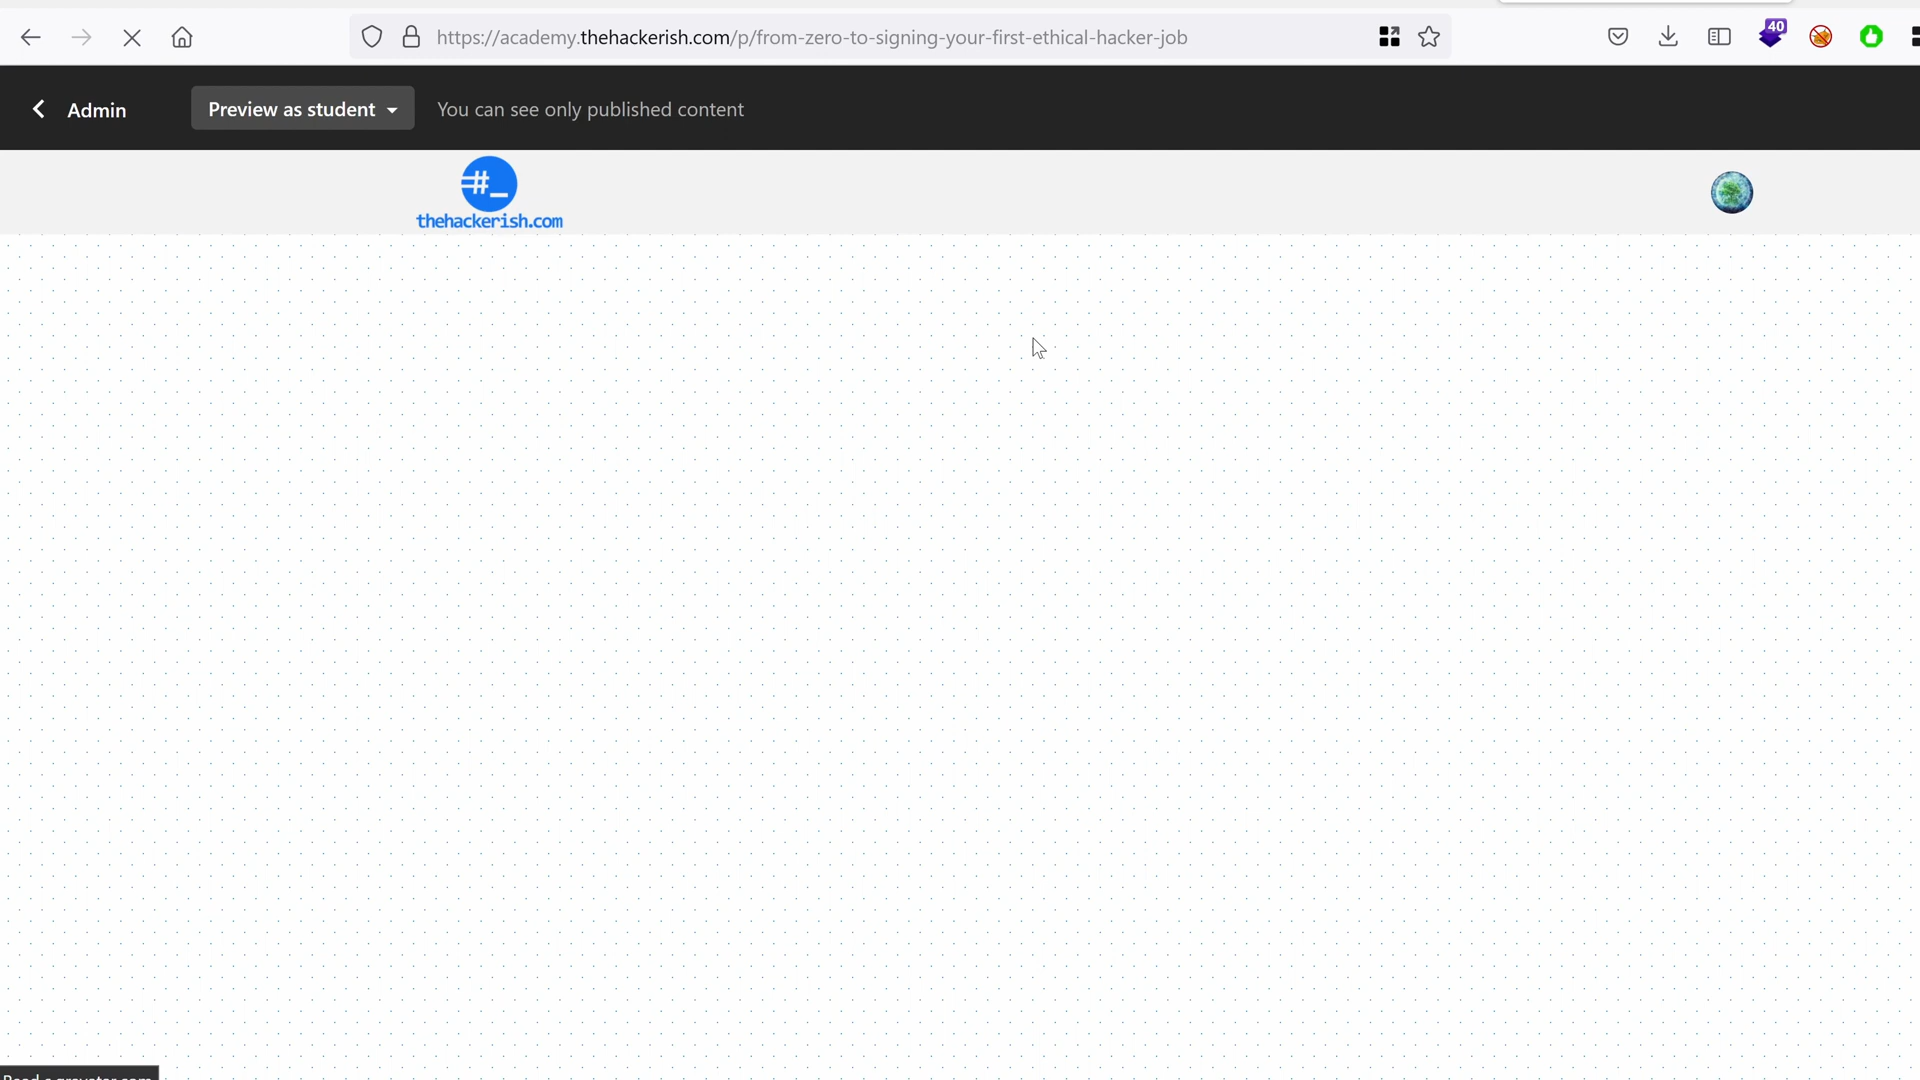 https://academy.thehackerish.com/p/from-zero-to-signing-your-first-ethical-hacker-job
40
Admin
Preview as student
You can see only published content
#_
thehackerish.com